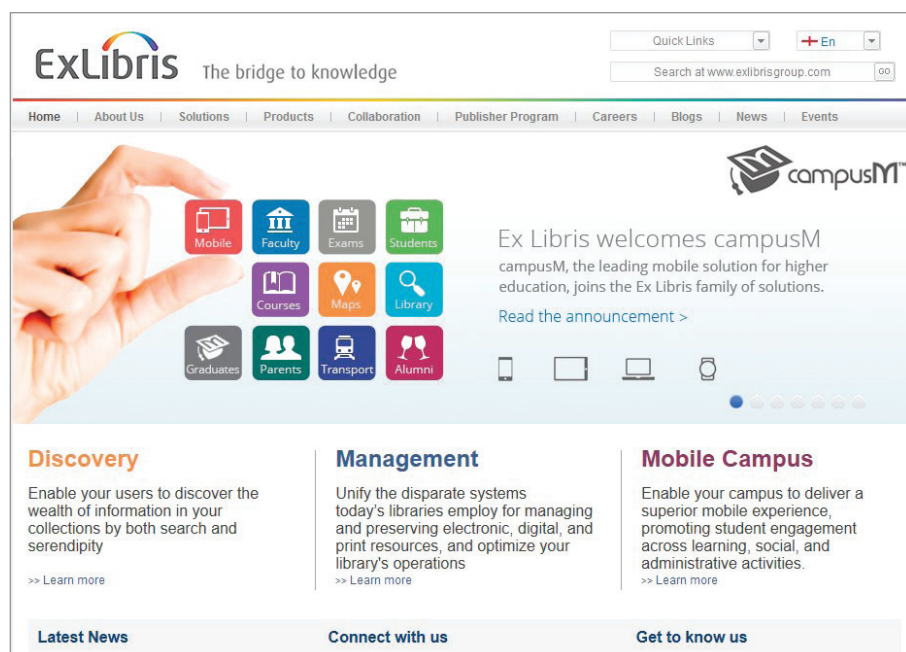 ExLibris The bridge to knowledge
Quick Links
En
Search at www.exlibrisgroup.com GO
Home | About Us | Solutions | Products | Collaboration | Publisher Program | Careers | Blogs | News | Events
campusM™
Mobile Faculty Exams Students
Courses Maps Library
Graduates Parents Transport Alumni
Ex Libris welcomes campusM
campusM, the leading mobile solution for higher
education, joins the Ex Libris family of solutions.
Read the announcement >
Discovery
Enable your users to discover the
wealth of information in your
collections by both search and
serendipity
>> Learn more
Management
Unify the disparate systems
today's libraries employ for managing
and preserving electronic, digital, and
print resources, and optimize your
library's operations
>> Learn more
Mobile Campus
Enable your campus to deliver a
superior mobile experience,
promoting student engagement
across learning, social, and
administrative activities.
>> Learn more
Latest News
Connect with us
Get to know us